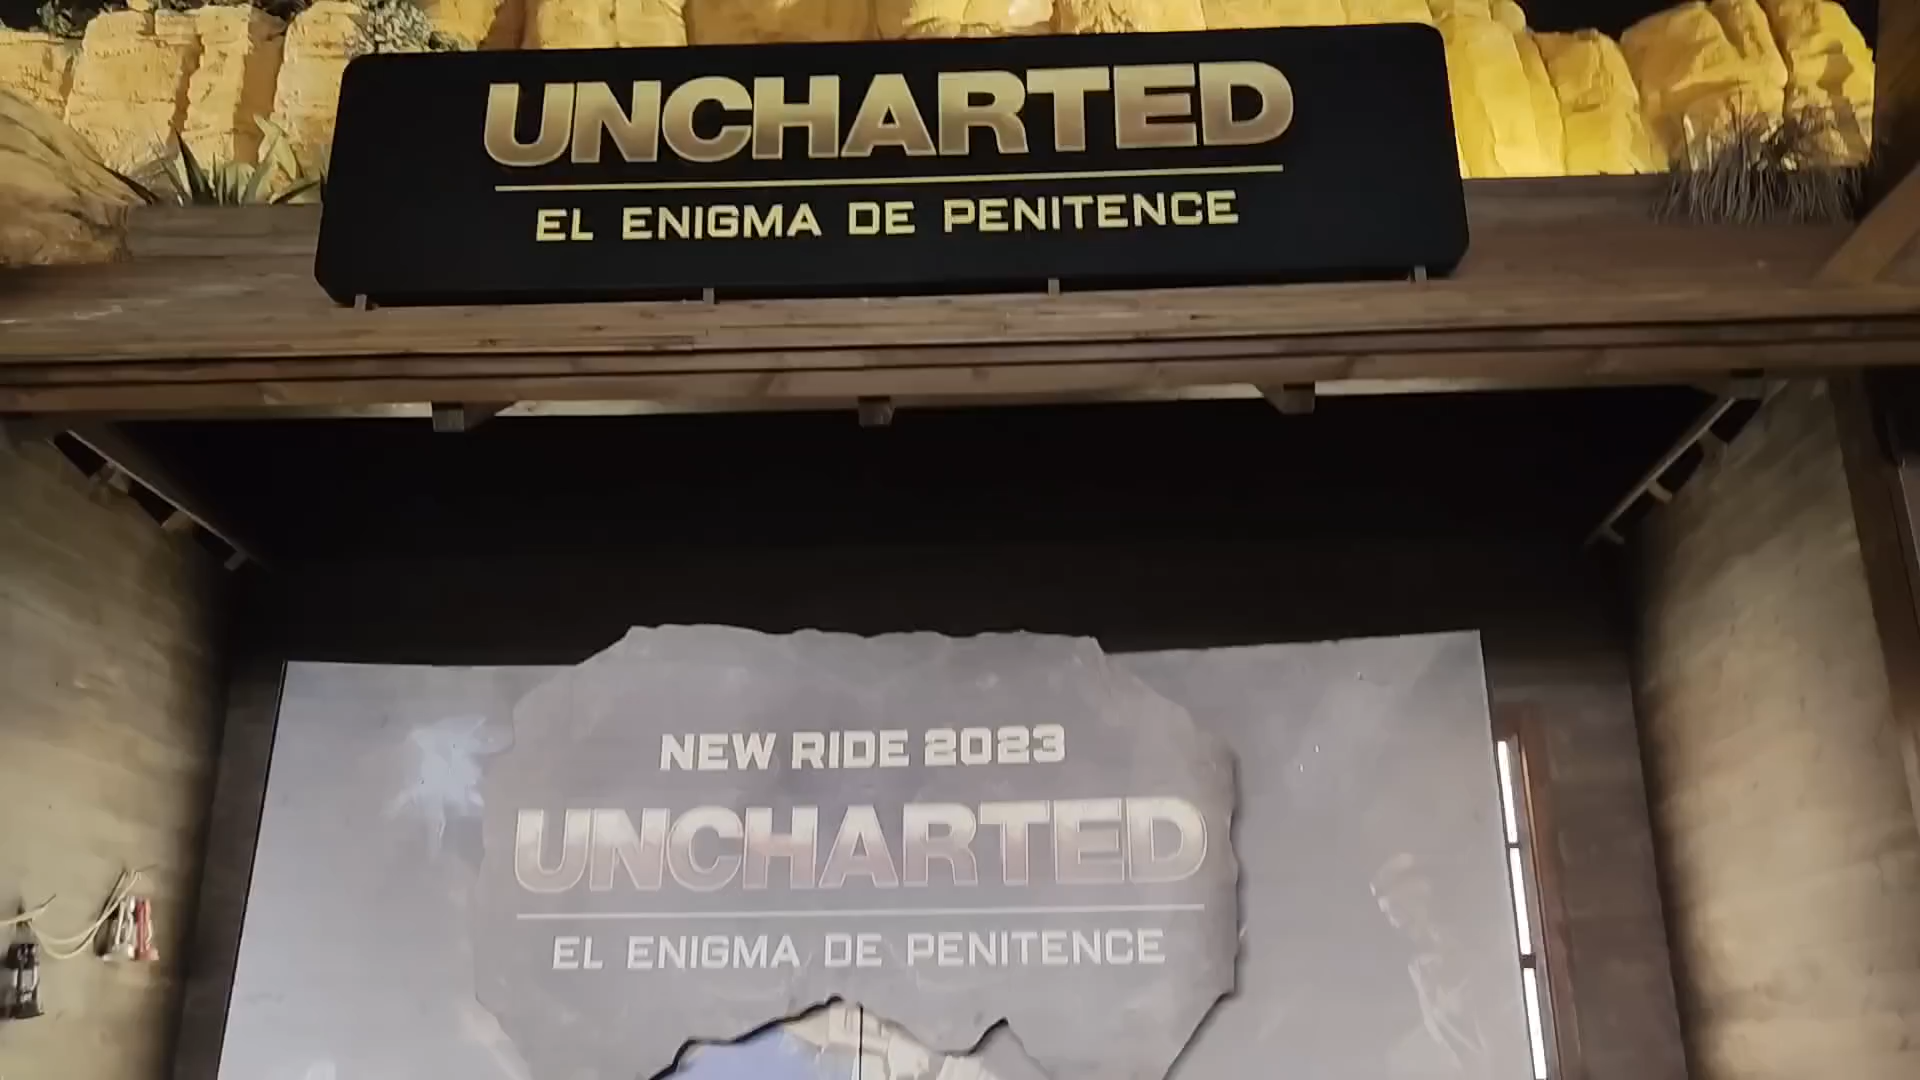 UNCHARTED
EL ENIGMA DE PENITENCE
NEW RIDE 2023
UNCHARTED
EL ENIGMA DE PENITENCE